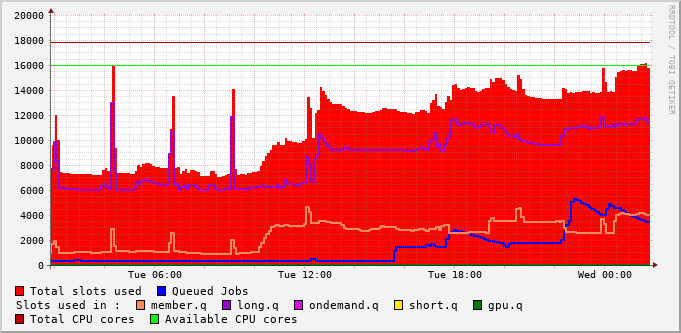 20000
18000
16000
14000
12000
10000
8000
6000
4000
2000
0
Tue 06:00 Tue 12:00 Tue 18:00 Wed 00:00
RRDTOOL / TOBI OETIKER
Total slots used Queued Jobs
Slots used in : member.q long.q ondemand.q short.q gpu.q
Total CPU cores Available CPU cores